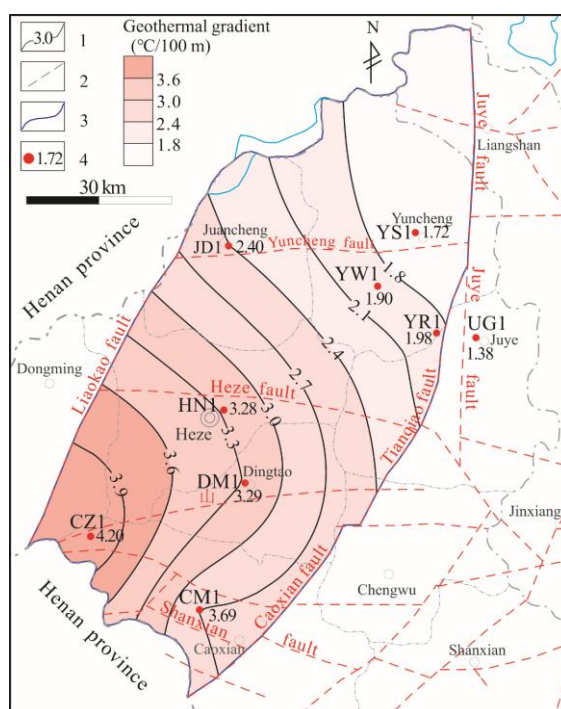 3.0 1
2
3
1.72 4
30 km
Geothermal gradient
(℃/100 m)
3.6
3.0
2.4
1.8
N
Juye fault
Liangshan
Henan province
Juancheng
JD1 2.40
Yuncheng fault
Yuncheng
YS1 1.72
YW1
1.90
1.8
2.1
YR1
1.98
UG1
Juye
1.38
Juye fault
2.4
2.7
Dongming
Liaokao fault
Heze fault
HN1 3.28
Heze
3.0
3.3
Tianqiao fault
3.6
3.9
Dingtao
DM1
3.29
CZ1
4.20
Jinxiang
Henan province
CM1
3.69
Shanxian fault
Caoxian fault
Caoxian
Chengwu
Shanxian